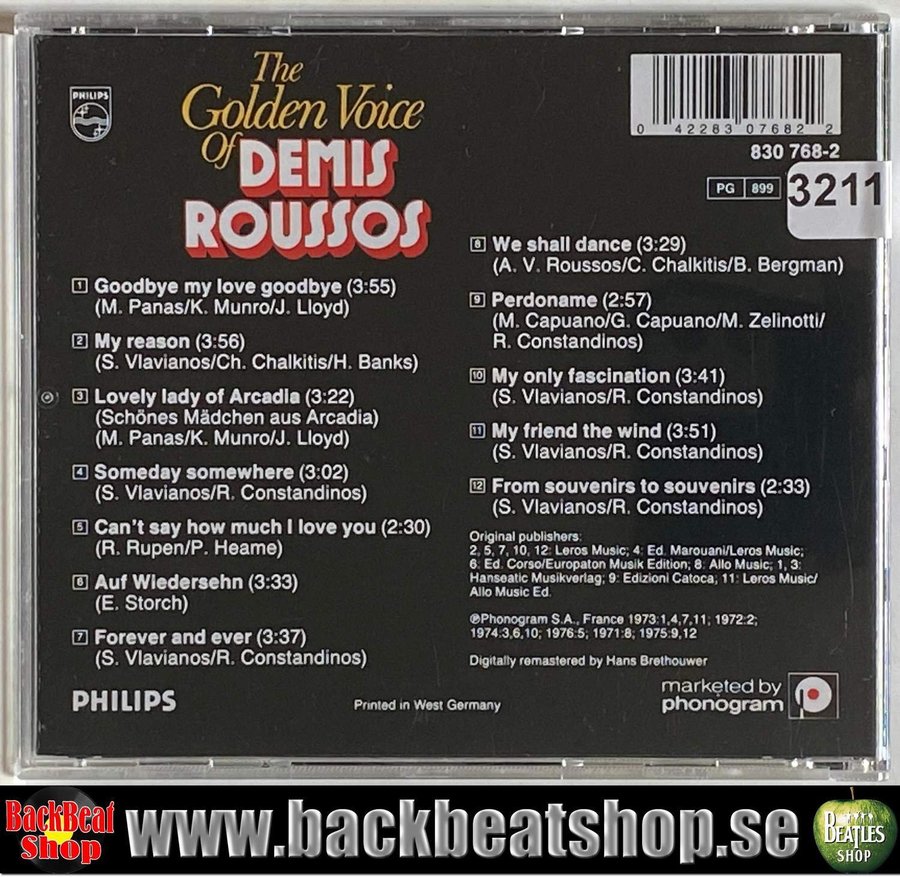 PHILIPS
The
Golden Voice
Of DEMIS
ROUSSOS
0 42283 07682 2
830 768-2
PG 899
3211
1 Goodbye my love goodbye (3:55)
(M. Panas/K. Munro/J. Lloyd)
2 My reason (3:56)
(S. Vlavianos/Ch. Chalkitis/H. Banks)
3 Lovely lady of Arcadia (3:22)
(Schönes Mädchen aus Arcadia)
(M. Panas/K. Munro/J. Lloyd)
4 Someday somewhere (3:02)
(S. Vlavianos/R. Constandinos)
5 Can't say how much I love you (2:30)
(R. Rupen/P. Heame)
6 Auf Wiedersehn (3:33)
(E. Storch)
7 Forever and ever (3:37)
(S. Vlavianos/R. Constandinos)
8 We shall dance (3:29)
(A. V. Roussos/C. Chalkitis/B. Bergman)
9 Perdoname (2:57)
(M. Capuano/G. Capuano/M. Zelinotti/
R. Constandinos)
10 My only fascination (3:41)
(S. Vlavianos/R. Constandinos)
11 My friend the wind (3:51)
(S. Vlavianos/R. Constandinos)
12 From souvenirs to souvenirs (2:33)
(S. Vlavianos/R. Constandinos)
Original publishers:
2, 5, 7, 10, 12: Leros Music; 4: Ed. Marouani/Leros Music;
6: Ed. Corso/Europaton Musik Edition; 8: Allo Music; 1, 3:
Hanseatic Musikverlag; 9: Edizioni Catoca; 11: Leros Music/
Allo Music Ed.
℗Phonogram S.A., France 1973:1,4,7,11; 1972:2;
1974:3,6,10; 1976:5; 1971:8; 1975:9,12
Digitally remastered by Hans Brethouwer
PHILIPS
Printed in West Germany
marketed by
phonogram
BackBeat
Shop
www.backbeatshop.se
BEATLES
SHOP